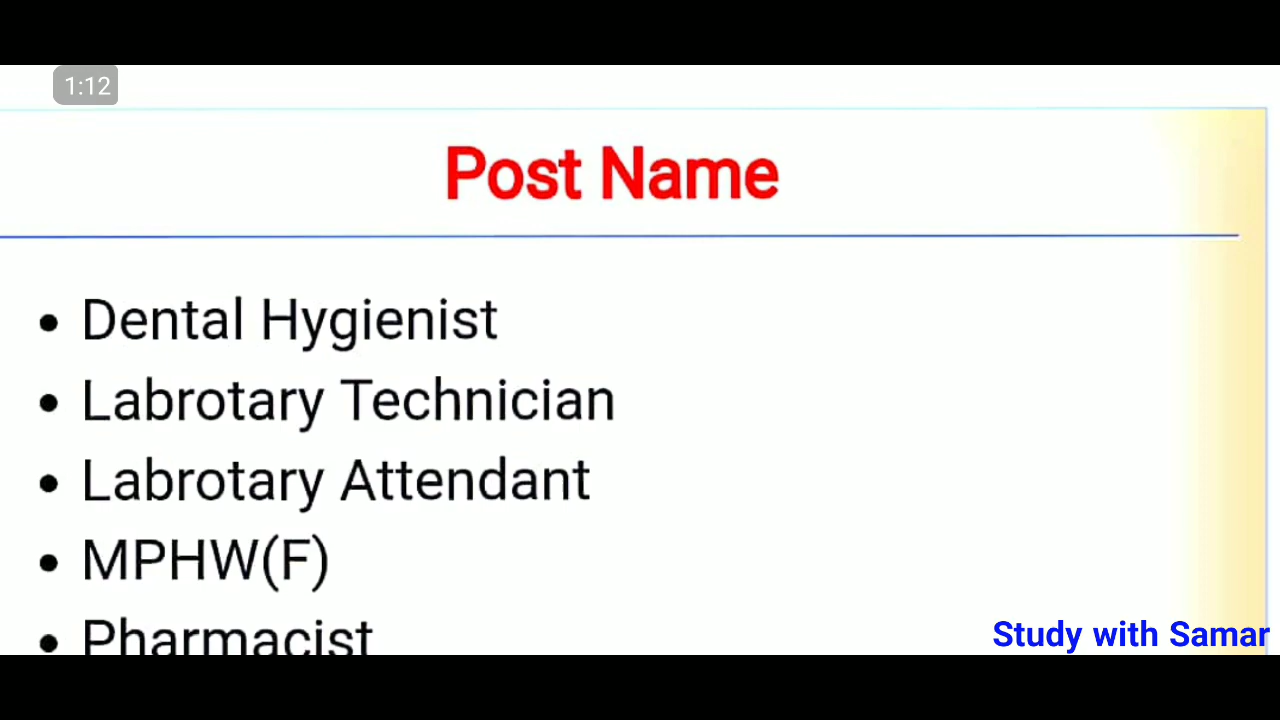 1:12
Post Name
• Dental Hygienist
• Labrotary Technician
• Labrotary Attendant
• MPHW(F)
• Pharmacist
Study with Samar